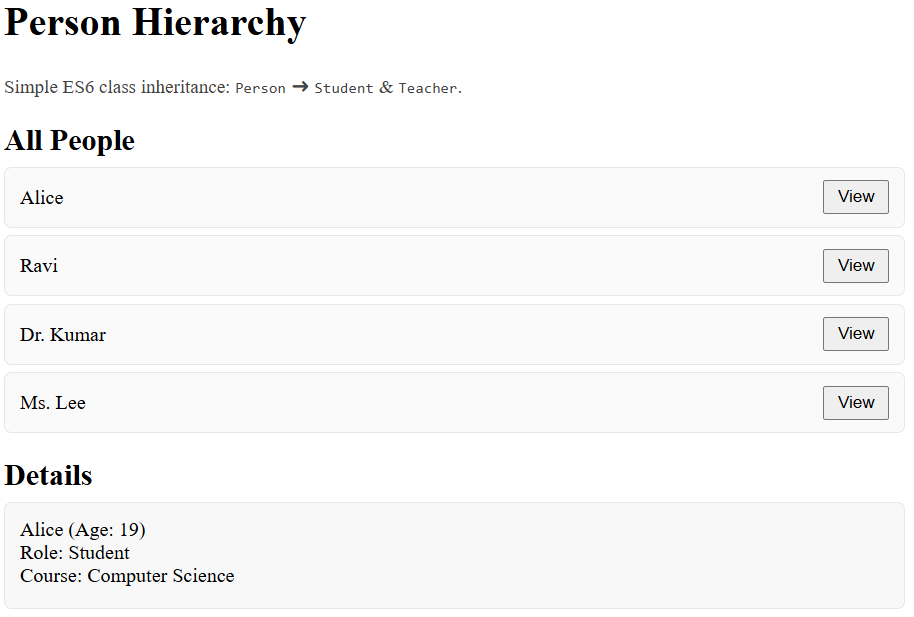 Person Hierarchy
Simple ES6 class inheritance: Person ➔ Student & Teacher.
All People
Alice View
Ravi View
Dr. Kumar View
Ms. Lee View
Details
Alice (Age: 19)
Role: Student
Course: Computer Science